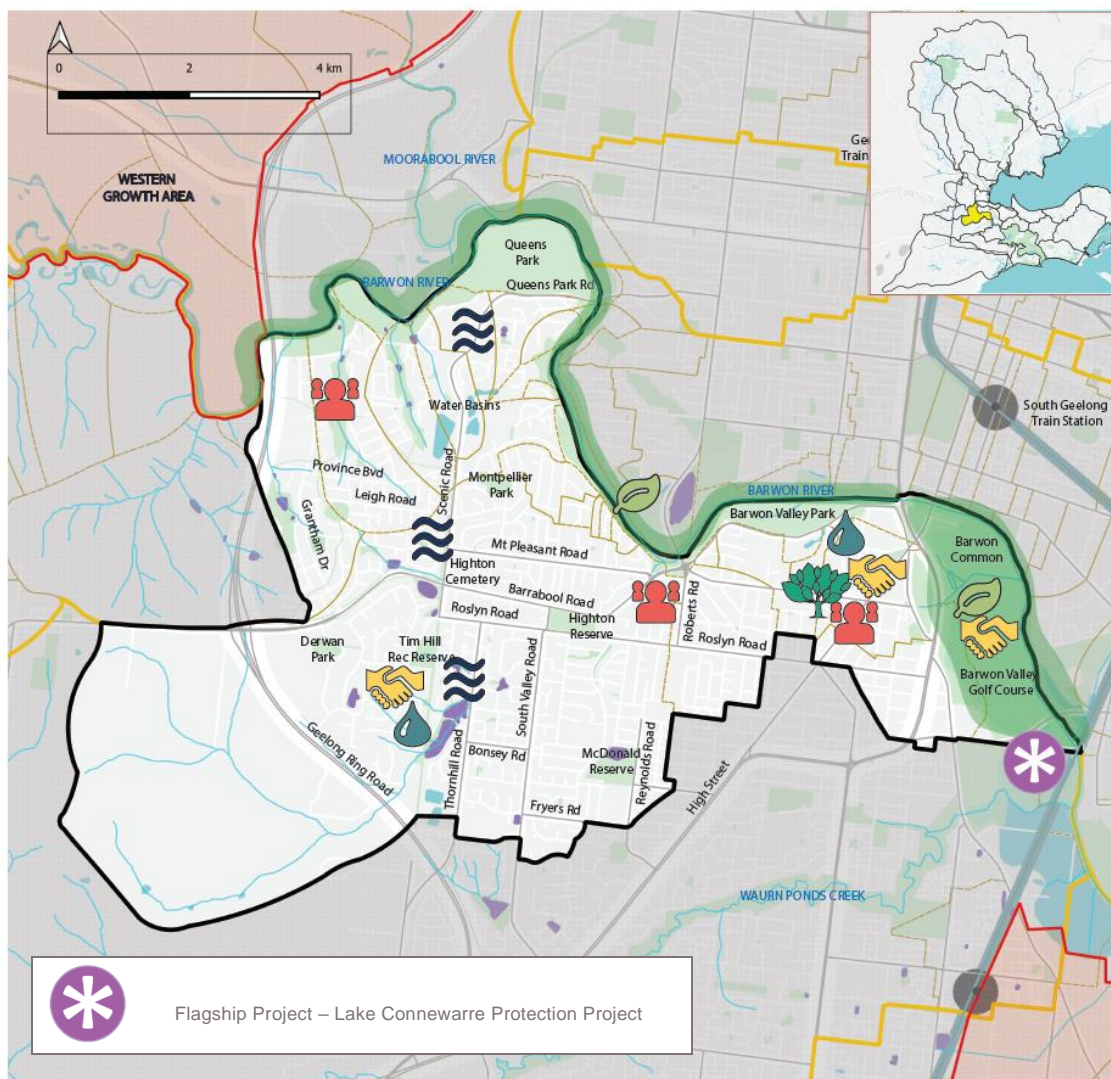 0 2 4 km
WESTERN
GROWTH AREA
MOORABOOL RIVER
Train
Queens
Park
Queens Park Rd
BARWON RIVER
Water Basins
South Geelong
Train Station
Province Bvd
Leigh Road
Scenic Road
Montpellier
Park
Grantham Dr
BARWON RIVER
Barwon Valley Park
Mt Pleasant Road
Barwon
Common
Highton
Cemetery
Barrabool Road
Roslyn Road
Highton
Reserve
Roberts Rd
Roslyn Road
Derwan
Park
Tim Hill
Rec Reserve
South Valley Road
Barwon Valley
Golf Course
Geelong Ring Road
Thornhill Road
Bonsey Rd
McDonald
Reserve
Reynolds Road
High Street
Fryers Rd
WAURN PONDS CREEK
Flagship Project – Lake Connewarre Protection Project